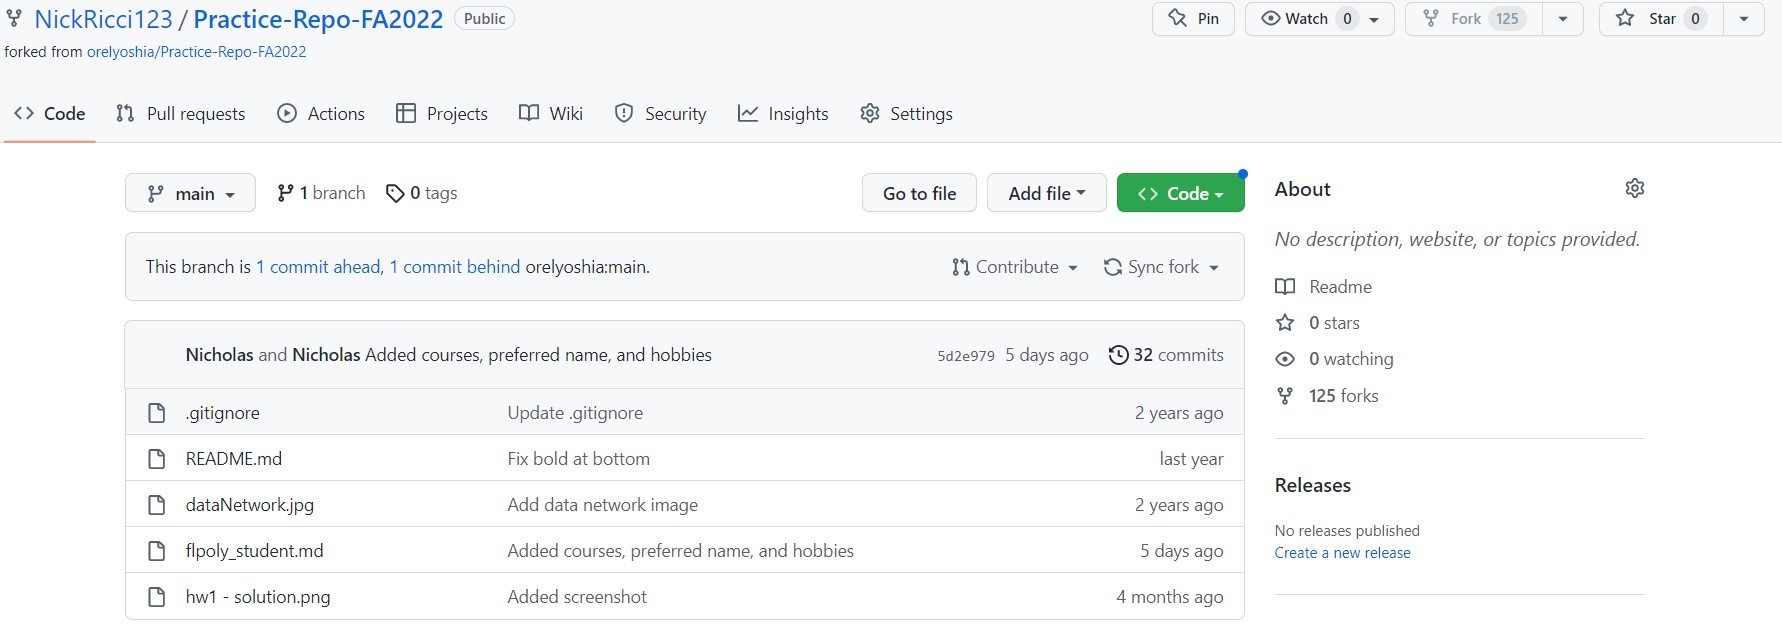 NickRicci123 / Practice-Repo-FA2022 Public Pin Watch 0 Fork 125 Star 0
forked from orelyoshia/Practice-Repo-FA2022
<> Code Pull requests Actions Projects Wiki Security Insights Settings
main 1 branch 0 tags Go to file Add file <> Code
This branch is 1 commit ahead, 1 commit behind orelyoshia:main. Contribute Sync fork
Nicholas and Nicholas Added courses, preferred name, and hobbies 5d2e979 5 days ago 32 commits
.gitignore Update .gitignore 2 years ago
README.md Fix bold at bottom last year
dataNetwork.jpg Add data network image 2 years ago
flpoly_student.md Added courses, preferred name, and hobbies 5 days ago
hw1 - solution.png Added screenshot 4 months ago
About
No description, website, or topics provided.
Readme
0 stars
0 watching
125 forks
Releases
No releases published
Create a new release